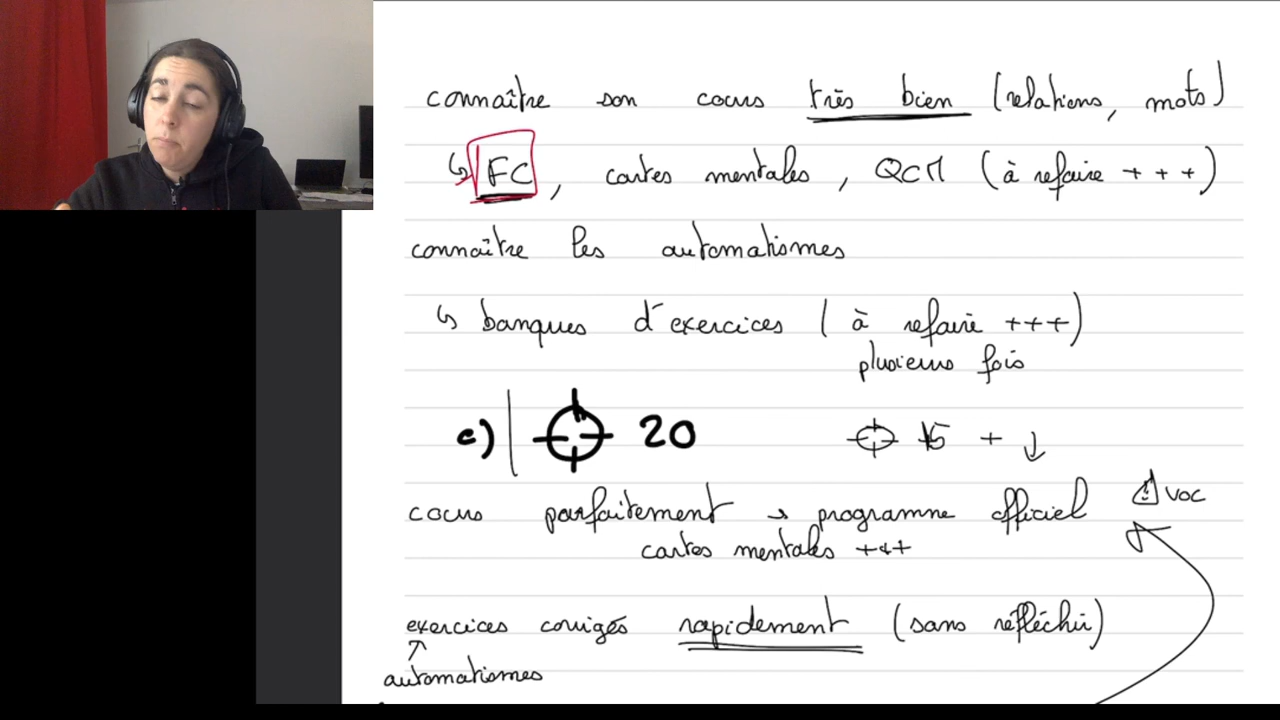 connaître son cours très bien (relations, mots)
↳ FC, cartes mentales, QCM (à refaire +++)
connaître les automatismes
↳ banques d'exercices (à refaire +++)
plusieurs fois
c) 20 15 + ↓
cours parfaitement → programme officiel ⚠ voc
cartes mentales +++
exercices corrigés rapidement (sans réfléchir)
↑
automatismes